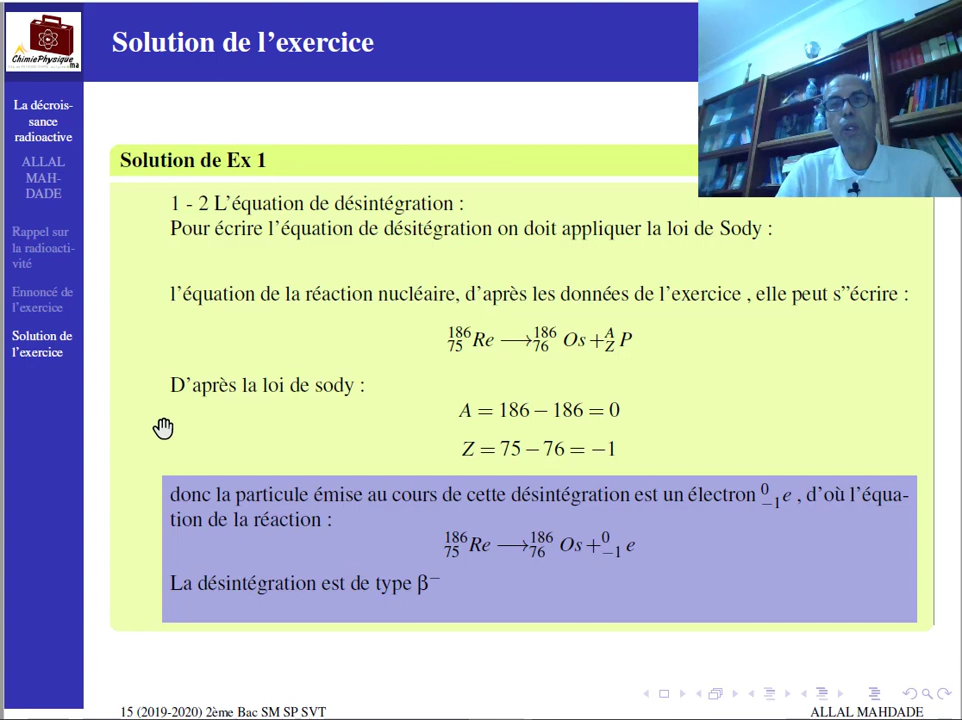 Solution de l'exercice
ChimiePhysique
ma
La décrois-
sance
radioactive
ALLAL
MAH-
DADE
Rappel sur
la radioacti-
vité
Ennoncé de
l'exercice
Solution de
l'exercice
Solution de Ex 1
1 - 2 L'équation de désintégration :
Pour écrire l'équation de désitégration on doit appliquer la loi de Sody :
l'équation de la réaction nucléaire, d'après les données de l'exercice , elle peut s''écrire :
¹⁸⁶₇₅Re ⟶ ¹⁸⁶₇₆Os + ᴬ_Z P
D'après la loi de sody :
A = 186 − 186 = 0
Z = 75 − 76 = −1
donc la particule émise au cours de cette désintégration est un électron ⁰₋₁e , d'où l'équa-
tion de la réaction :
¹⁸⁶₇₅Re ⟶ ¹⁸⁶₇₆Os + ⁰₋₁e
La désintégration est de type β⁻
15 (2019-2020) 2ème Bac SM SP SVT
ALLAL MAHDADE